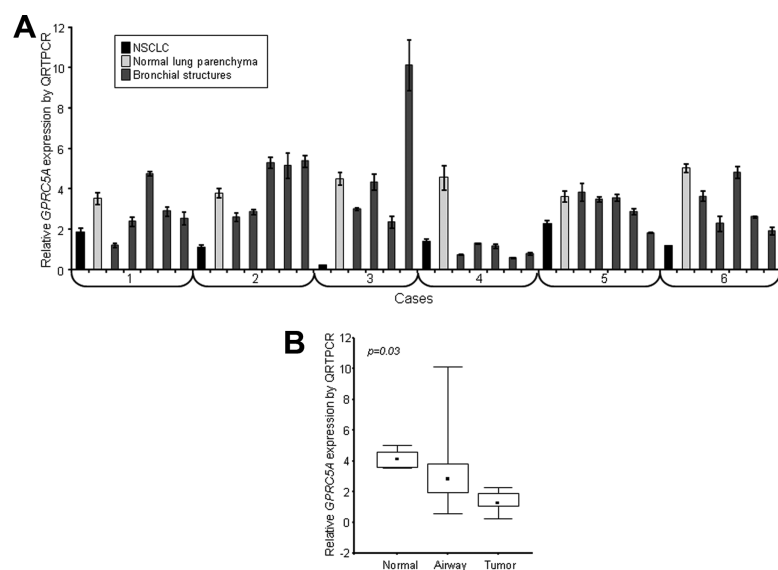 A
Relative GPRC5A expression by QRTPCR
12
10
8
6
4
2
0
NSCLC
Normal lung parenchyma
Bronchial structures
1 2 3 4 5 6
Cases
B
Relative GPRC5A expression by QRTPCR
12
10
8
6
4
2
0
-2
p=0.03
Normal Airway Tumor